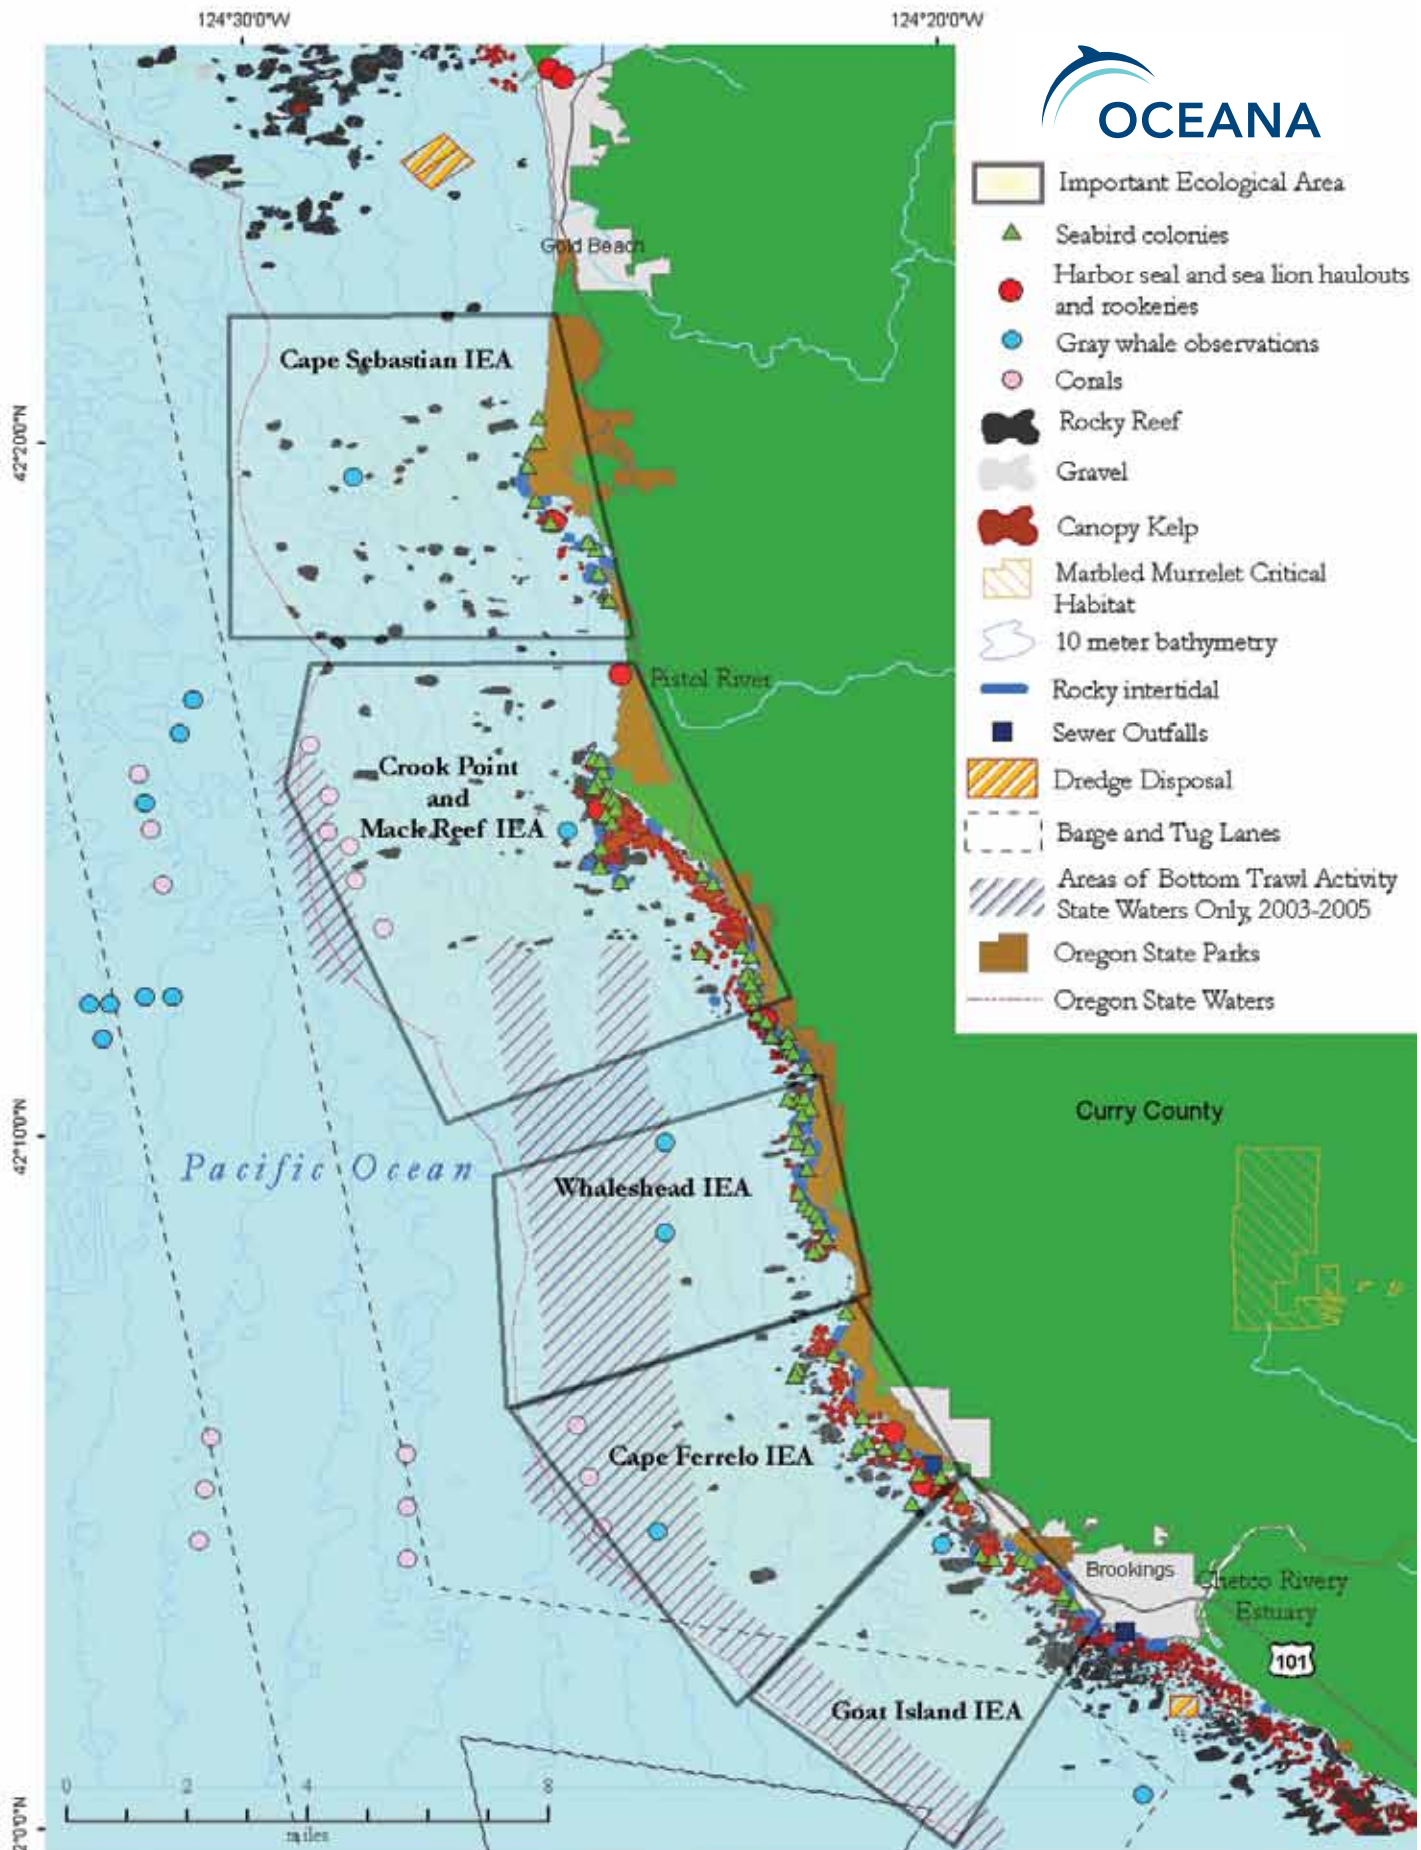 124°30'0"W
124°20'0"W
OCEANA
Important Ecological Area
Seabird colonies
Harbor seal and sea lion haulouts
and rookeries
Gray whale observations
Corals
Rocky Reef
Gravel
Canopy Kelp
Marbled Murrelet Critical
Habitat
10 meter bathymetry
Rocky intertidal
Sewer Outfalls
Dredge Disposal
Barge and Tug Lanes
Areas of Bottom Trawl Activity
State Waters Only, 2003-2005
Oregon State Parks
Oregon State Waters
Gold Beach
Cape Sebastian IEA
42°20'0"N
Pistol River
Crook Point
and
Mack Reef IEA
Curry County
42°10'0"N
Pacific Ocean
Whaleshead IEA
Cape Ferrelo IEA
Brookings
Chetco Rivery
Estuary
101
Goat Island IEA
0 2 4 8
miles
2°0'0"N